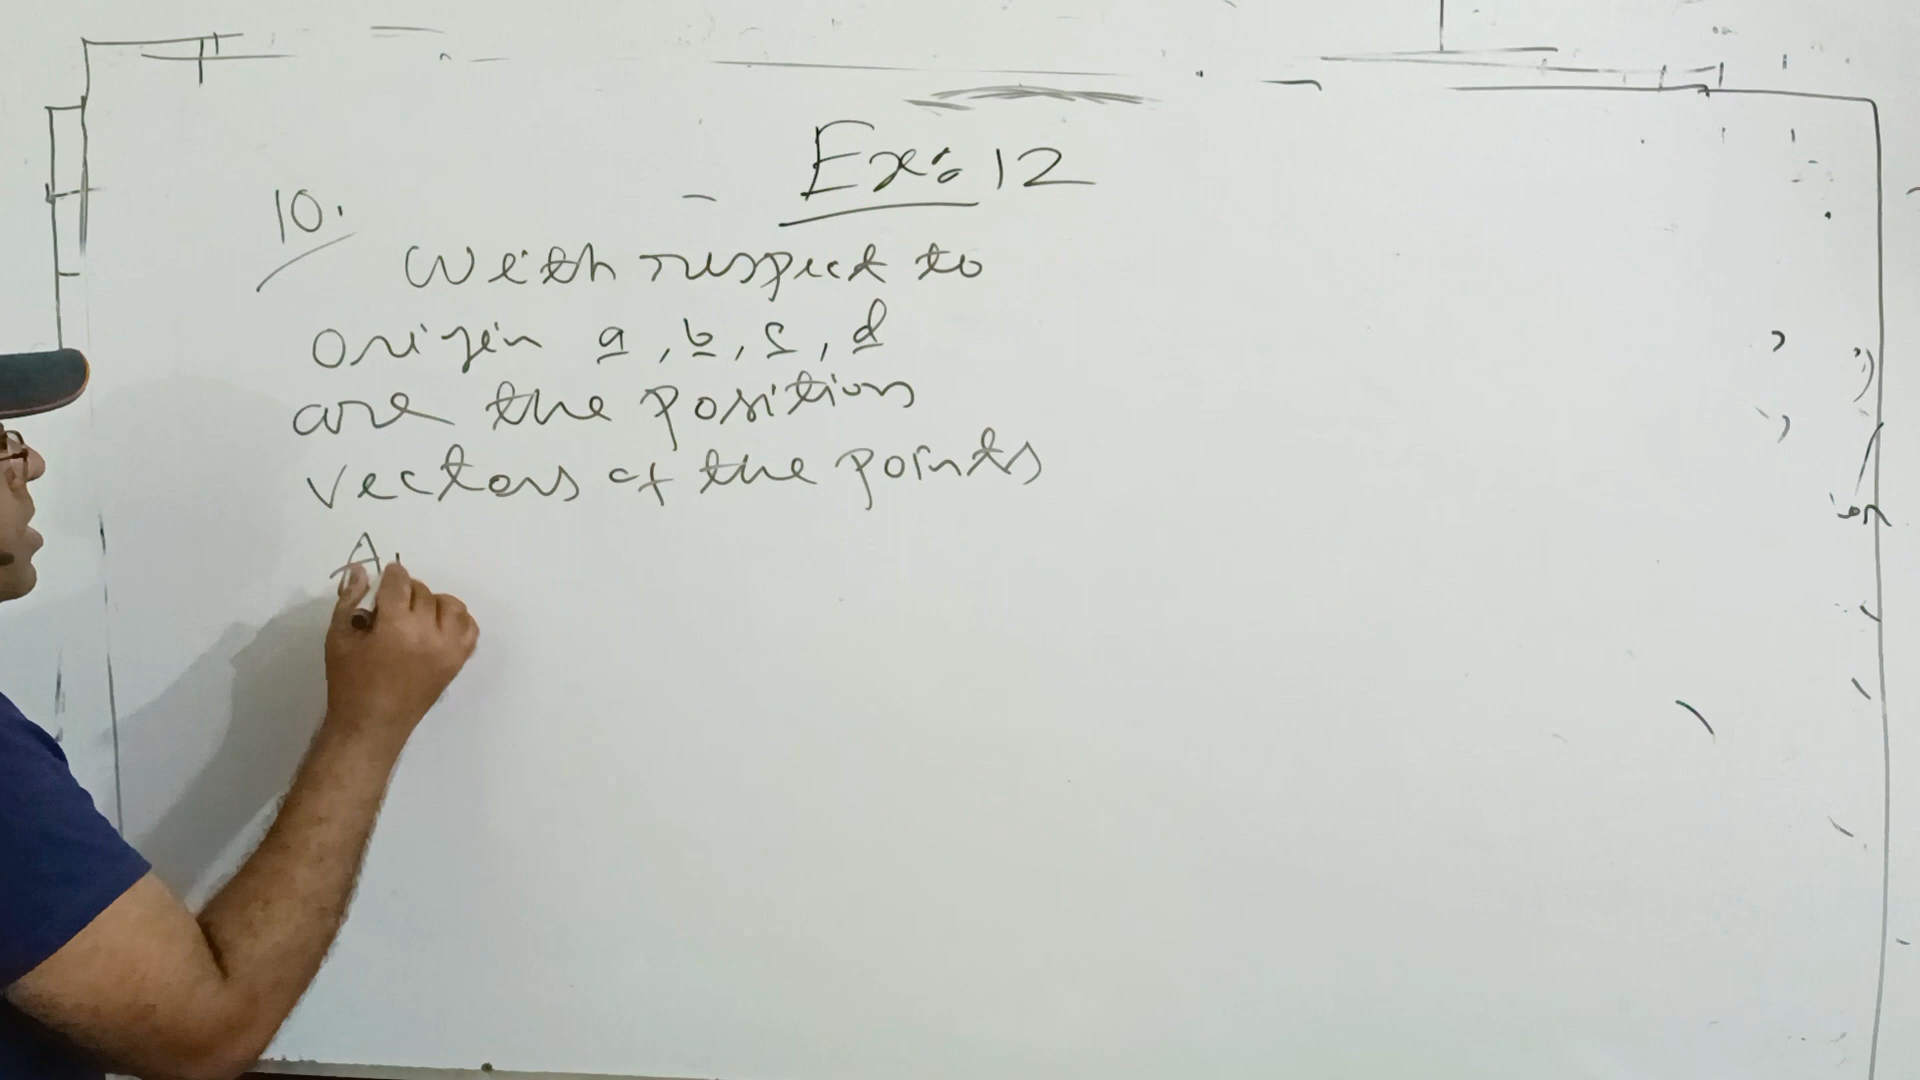 Ex: 12
10.
With respect to
origin a, b, c, d
are the position
vectors of the points
A,